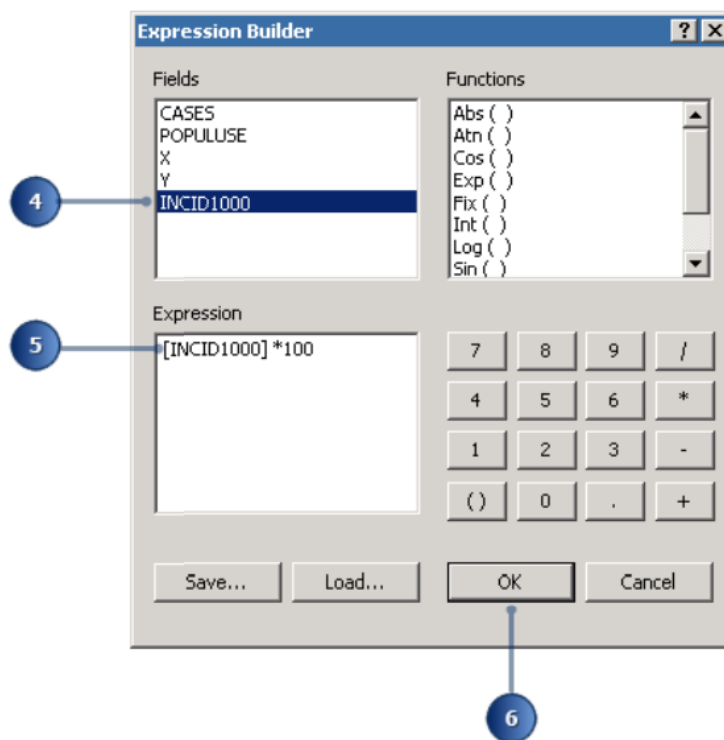 Expression Builder
? X
Fields
CASES
POPULUSE
X
Y
INCID1000
Functions
Abs ( )
Atn ( )
Cos ( )
Exp ( )
Fix ( )
Int ( )
Log ( )
Sin ( )
4
Expression
[INCID1000] *100
5
7 8 9 /
4 5 6 *
1 2 3 -
( ) 0 . +
Save... Load... OK Cancel
6